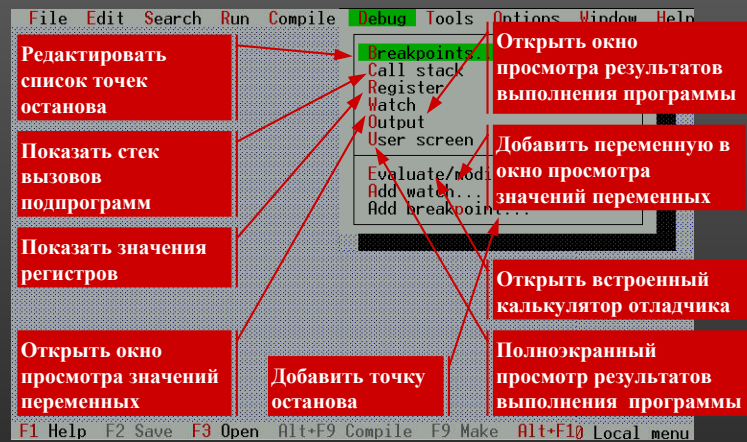 File Edit Search Run Compile Debug Tools Options Window Help
Редактировать
список точек
останова
Показать стек
вызовов
подпрограмм
Показать значения
регистров
Открыть окно
просмотра значений
переменных
Breakpoints...
Call stack
Register
Watch
Output
User screen
Evaluate/modi
Add watch...
Add breakpoint...
Открыть окно
просмотра результатов
выполнения программы
Добавить переменную в
окно просмотра
значений переменных
Открыть встроенный
калькулятор отладчика
Добавить точку
останова
Полноэкранный
просмотр результатов
выполнения программы
F1 Help F2 Save F3 Open Alt+F9 Compile F9 Make Alt+F10 Local menu